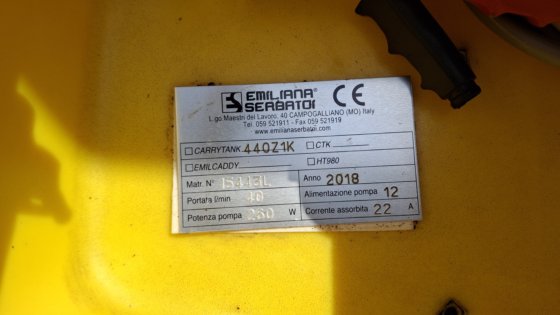 EMILIANA®
SERBATOI CE
L.go Maestri del Lavoro, 40 CAMPOGALLIANO (MO) Italy
Tel. 059 521911 - Fax 059 521919
www.emilianaserbatoi.com
CARRYTANK 440Z1K CTK
EMILCADDY HT980
Matr. N° Anno 2018
Portata l/min 40 Alimentazione pompa 12
Potenza pompa 260 W Corrente assorbita 22 A